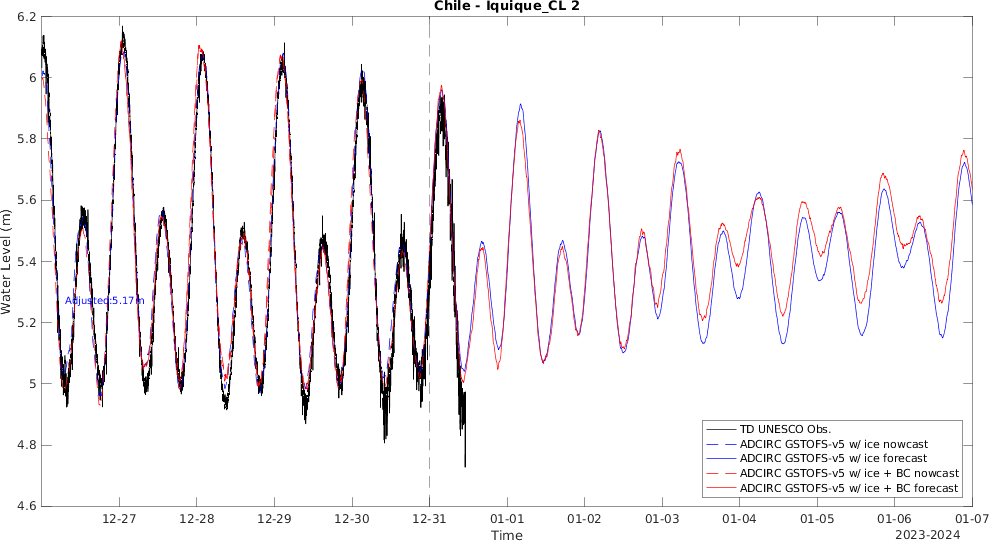 Chile - Iquique_CL 2
Water Level (m)
6.2
6
5.8
5.6
5.4
5.2
5
4.8
4.6
Adjusted:5.17m
TD UNESCO Obs.
ADCIRC GSTOFS-v5 w/ ice nowcast
ADCIRC GSTOFS-v5 w/ ice forecast
ADCIRC GSTOFS-v5 w/ ice + BC nowcast
ADCIRC GSTOFS-v5 w/ ice + BC forecast
12-27 12-28 12-29 12-30 12-31 01-01 01-02 01-03 01-04 01-05 01-06 01-07
Time
2023-2024